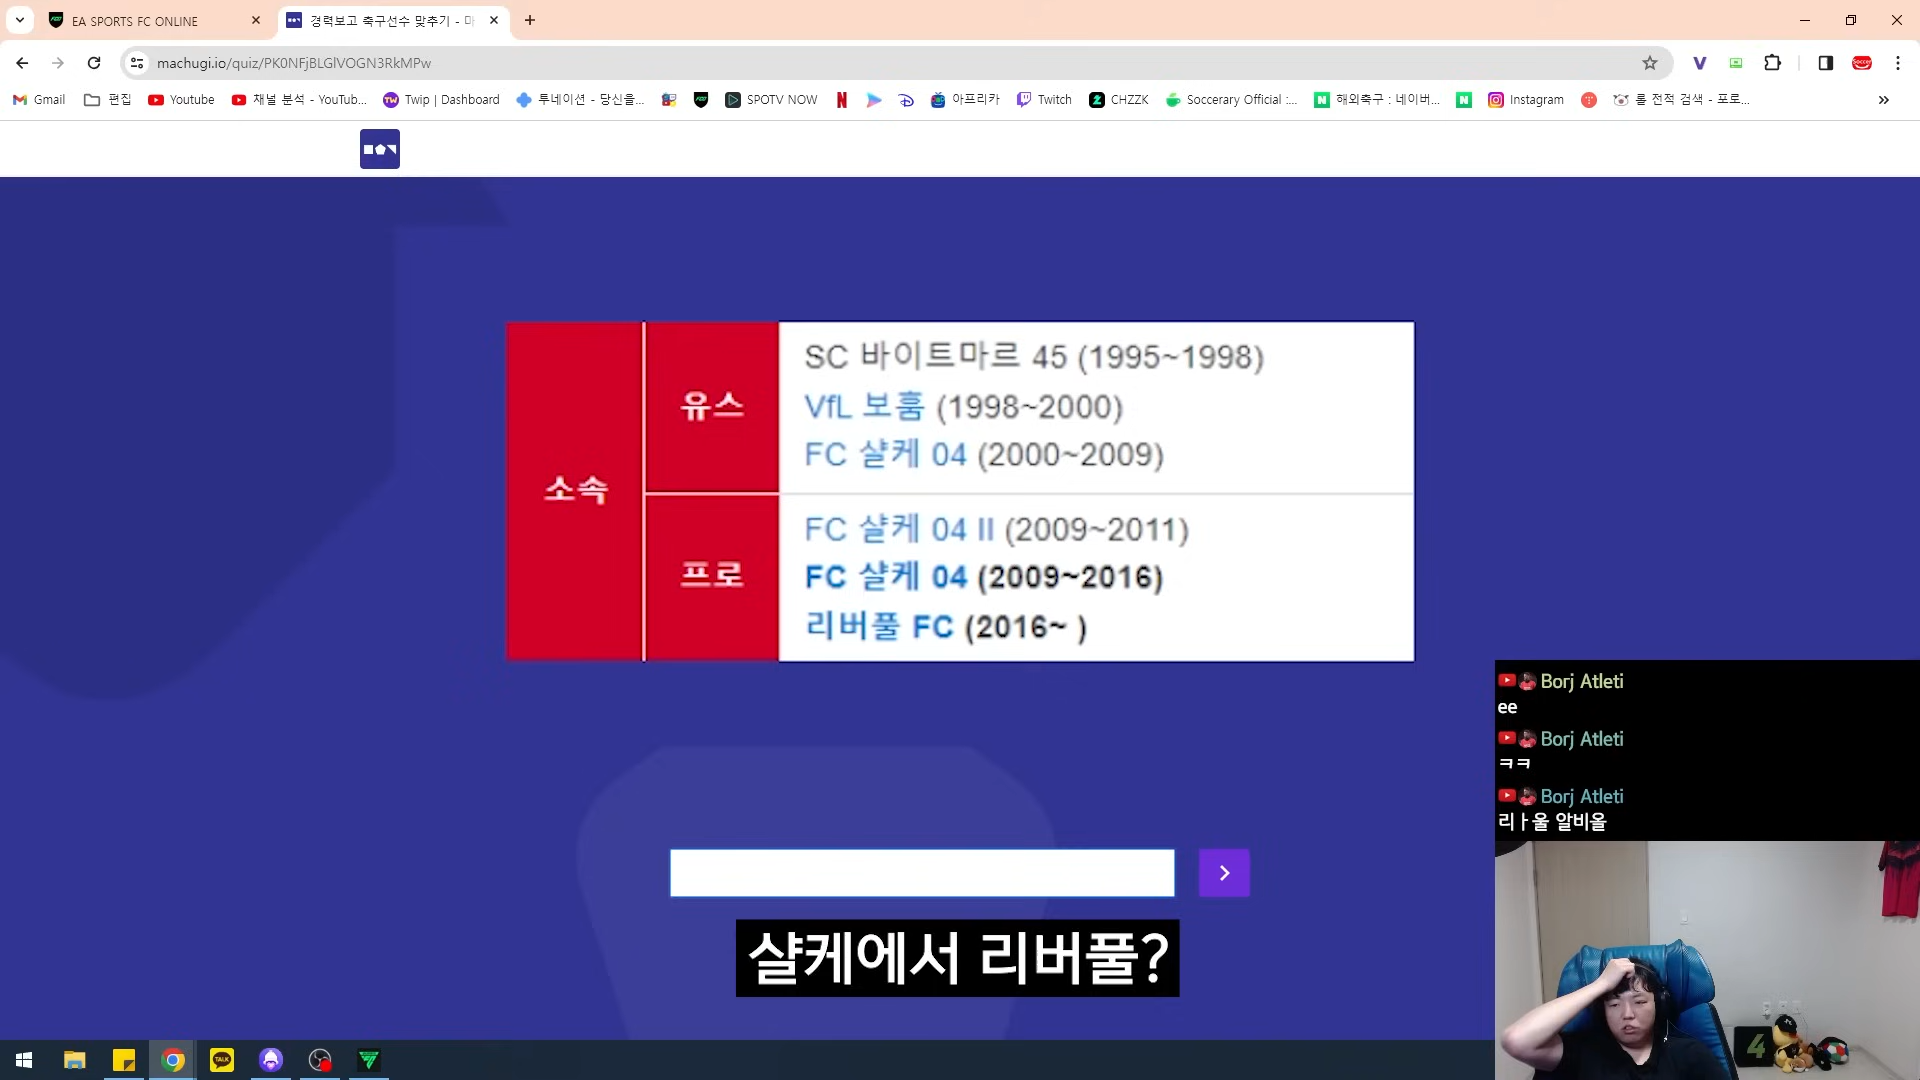 EA SPORTS FC ONLINE
경력보고 축구선수 맞추기 - 마
machugi.io/quiz/PK0NFjBLGlVOGN3RkMPw
Gmail
편집
Youtube
채널 분석 - YouTub...
Twip | Dashboard
투네이션 - 당신을...
SPOTV NOW
아프리카
Twitch
CHZZK
Soccerary Official :...
해외축구 : 네이버...
Instagram
롤 전적 검색 - 포로...
소속
유스
SC 바이트마르 45 (1995~1998)
VfL 보훔 (1998~2000)
FC 샬케 04 (2000~2009)
프로
FC 샬케 04 II (2009~2011)
FC 샬케 04 (2009~2016)
리버풀 FC (2016~ )
Borj Atleti
ee
Borj Atleti
ㅋㅋ
Borj Atleti
리ㅏ울 알비올
샬케에서 리버풀?
TALK
4